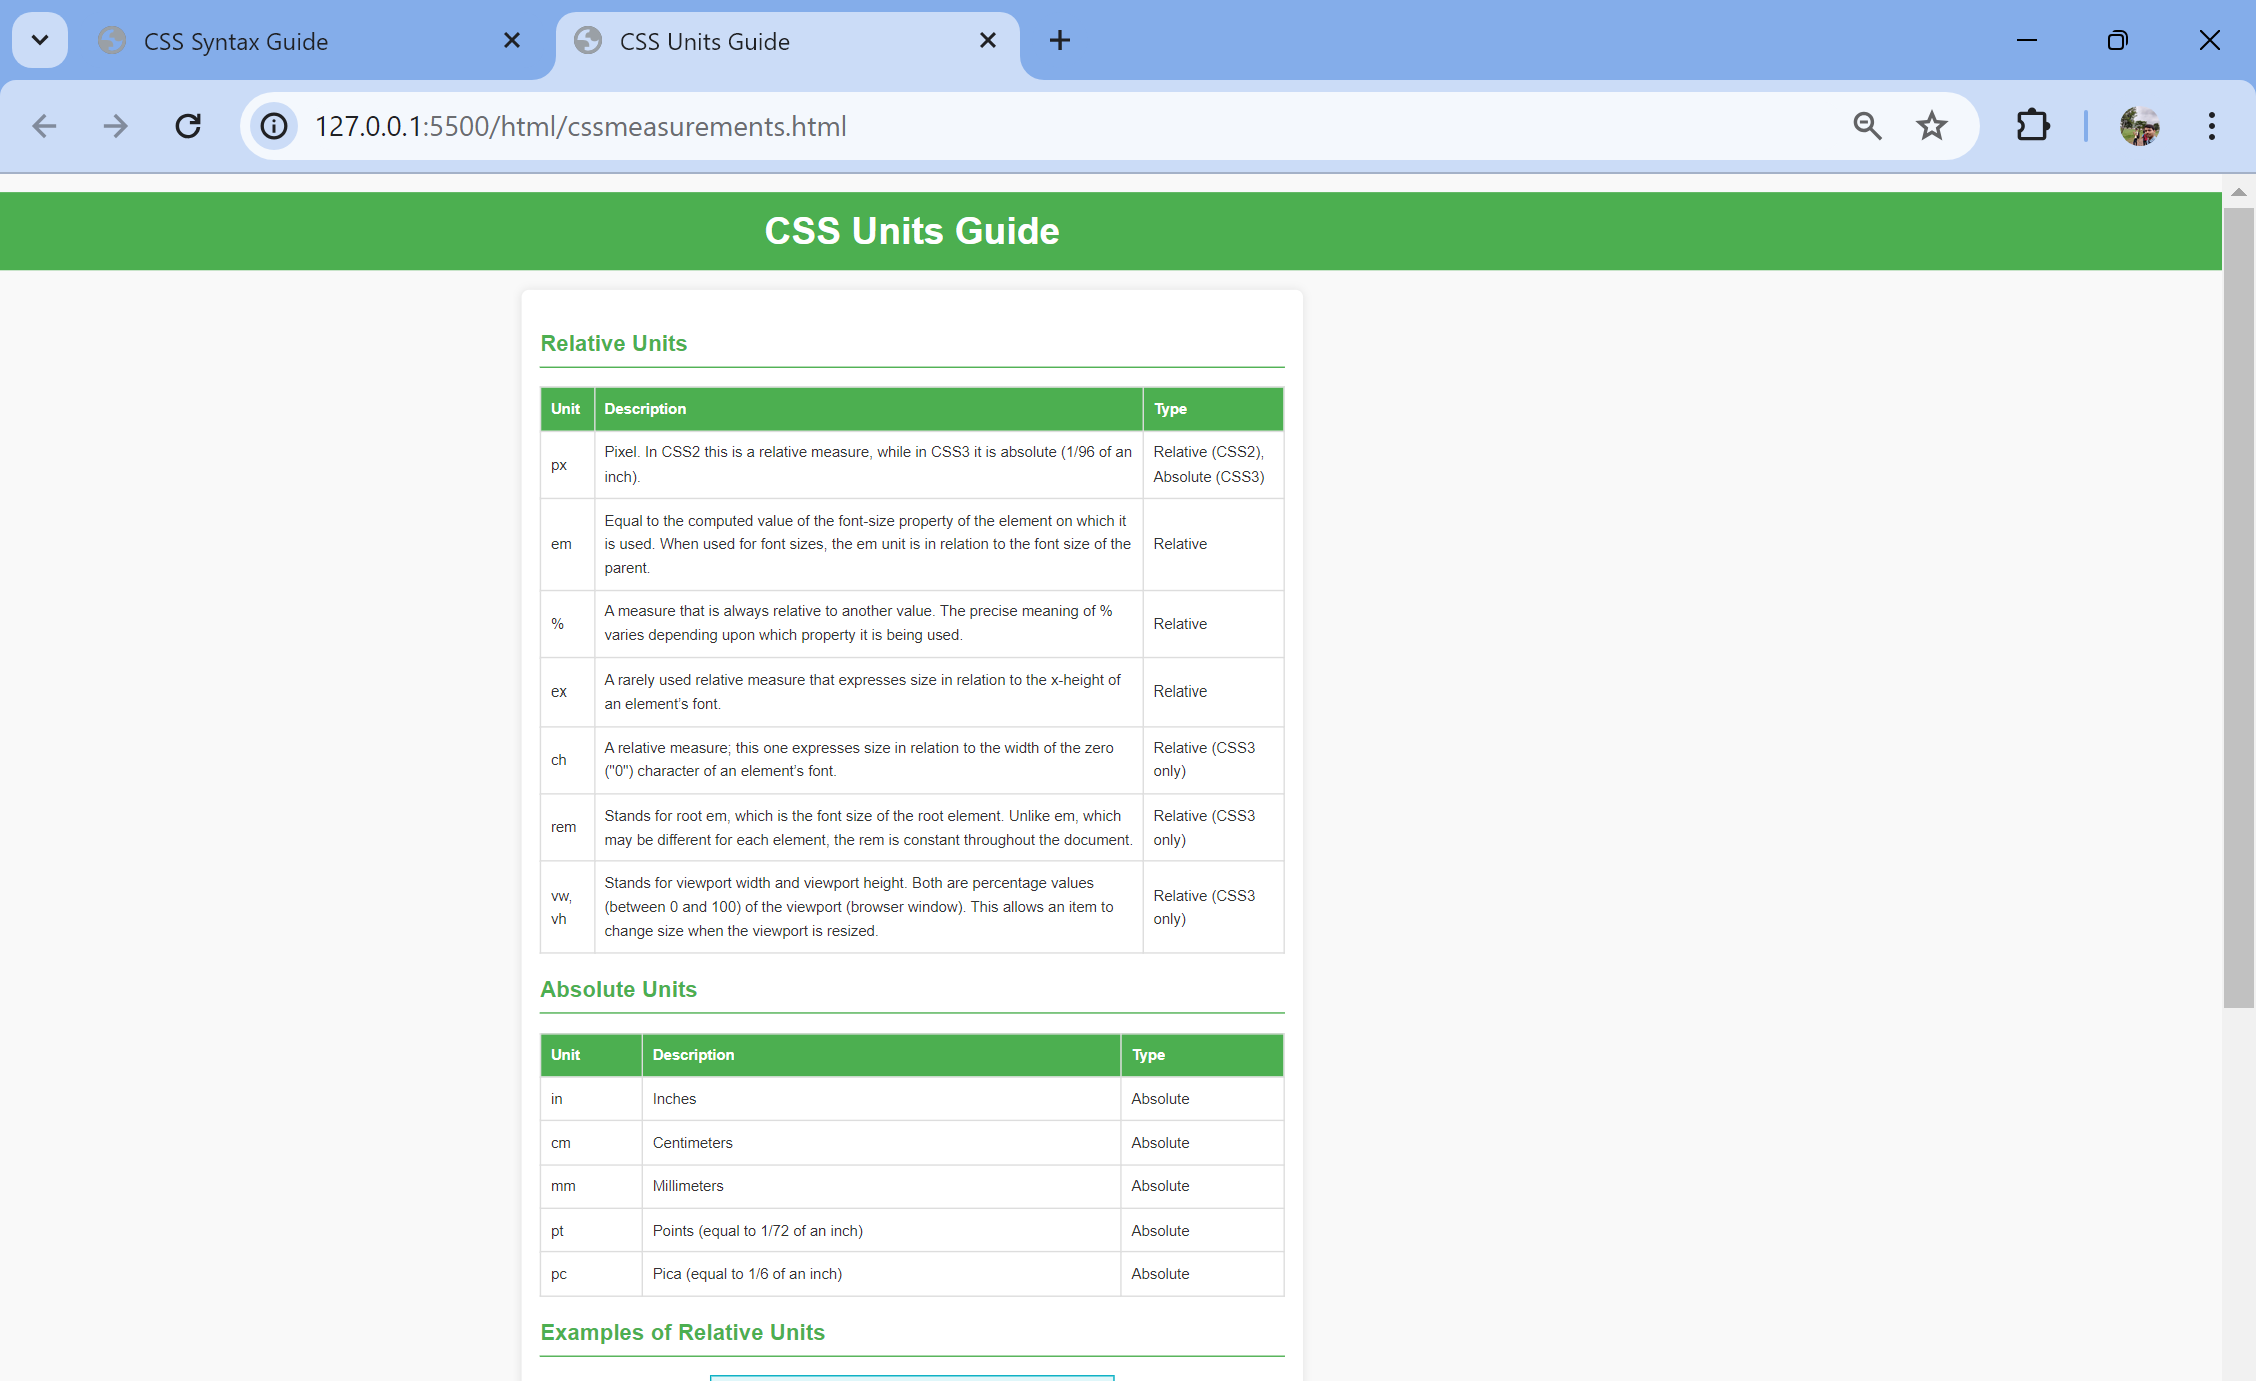 CSS Syntax Guide
CSS Units Guide
127.0.0.1:5500/html/cssmeasurements.html
CSS Units Guide
Relative Units
Unit Description Type
px
Pixel. In CSS2 this is a relative measure, while in CSS3 it is absolute (1/96 of an
inch).
Relative (CSS2),
Absolute (CSS3)
em
Equal to the computed value of the font-size property of the element on which it
is used. When used for font sizes, the em unit is in relation to the font size of the
parent.
Relative
%
A measure that is always relative to another value. The precise meaning of %
varies depending upon which property it is being used.
Relative
ex
A rarely used relative measure that expresses size in relation to the x-height of
an element's font.
Relative
ch
A relative measure; this one expresses size in relation to the width of the zero
("0") character of an element's font.
Relative (CSS3
only)
rem
Stands for root em, which is the font size of the root element. Unlike em, which
may be different for each element, the rem is constant throughout the document.
Relative (CSS3
only)
vw,
vh
Stands for viewport width and viewport height. Both are percentage values
(between 0 and 100) of the viewport (browser window). This allows an item to
change size when the viewport is resized.
Relative (CSS3
only)
Absolute Units
Unit Description Type
in Inches Absolute
cm Centimeters Absolute
mm Millimeters Absolute
pt Points (equal to 1/72 of an inch) Absolute
pc Pica (equal to 1/6 of an inch) Absolute
Examples of Relative Units